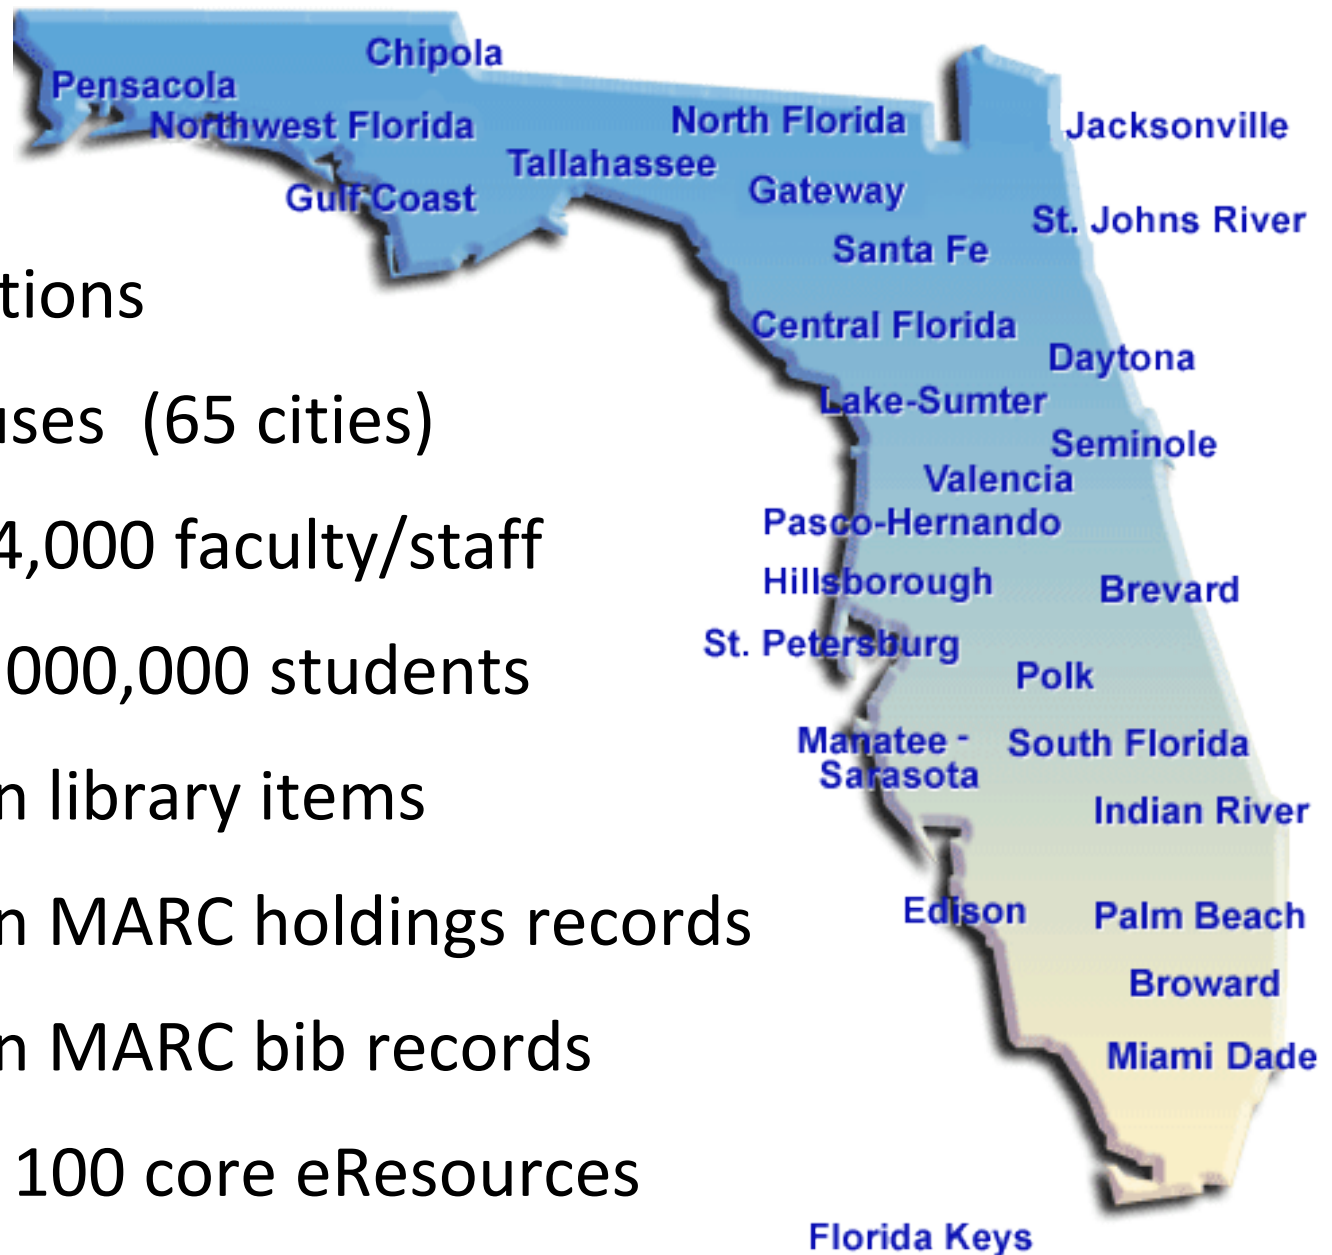 Chipola
Pensacola
Northwest Florida
North Florida
Jacksonville
Tallahassee
Gateway
Gulf Coast
St. Johns River
Santa Fe
tions
Central Florida
Daytona
uses (65 cities)
Lake-Sumter
Seminole
Valencia
Pasco-Hernando
4,000 faculty/staff
Hillsborough
Brevard
St. Petersburg
000,000 students
Polk
Manatee -
Sarasota
South Florida
n library items
Indian River
Edison
Palm Beach
n MARC holdings records
Broward
n MARC bib records
Miami Dade
100 core eResources
Florida Keys